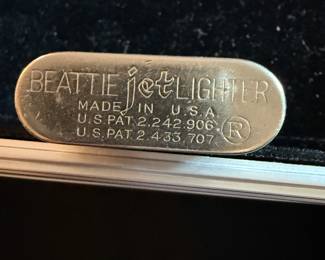 BEATTIE jet LIGHTER
MADE IN U.S.A.
U.S.PAT.2.242.906.
U.S.PAT.2.433.707. ®